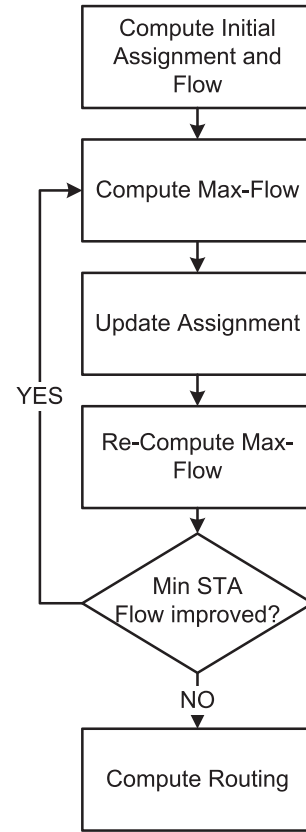 Compute Initial
Assignment and
Flow
Compute Max-Flow
Update Assignment
YES
Re-Compute Max-
Flow
Min STA
Flow improved?
NO
Compute Routing